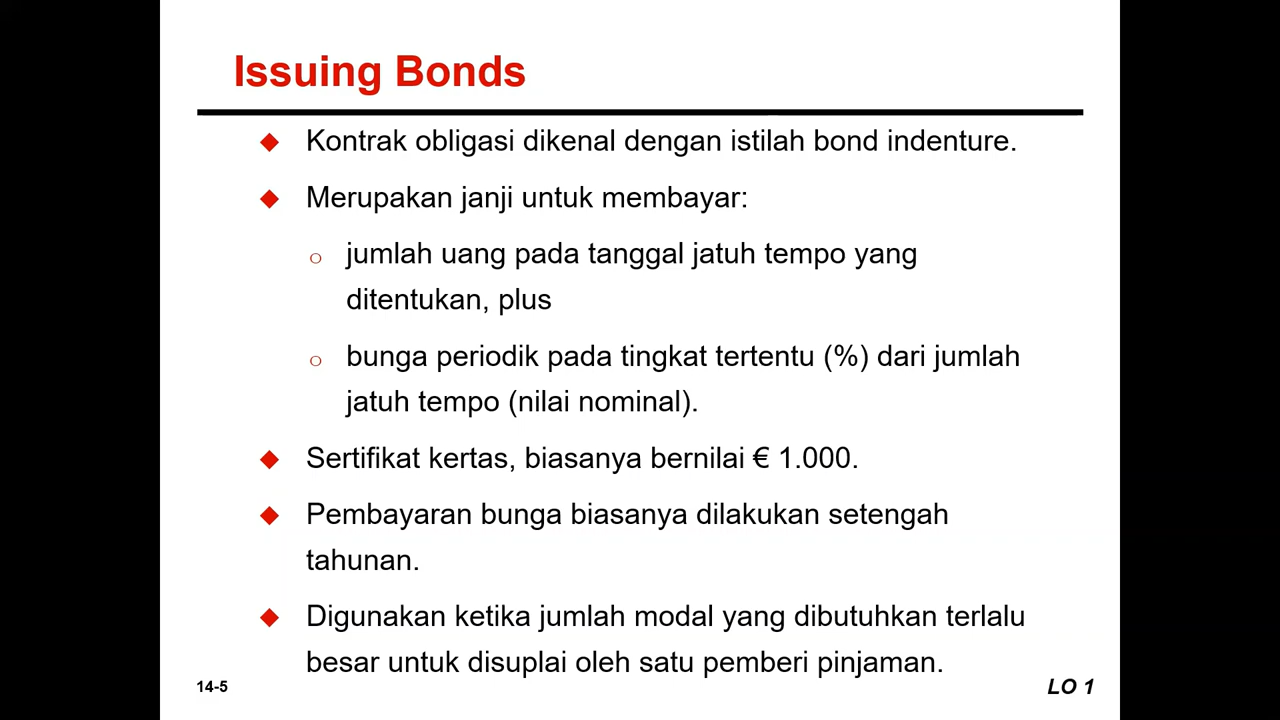 Issuing Bonds
Kontrak obligasi dikenal dengan istilah bond indenture.
Merupakan janji untuk membayar:
jumlah uang pada tanggal jatuh tempo yang
ditentukan, plus
bunga periodik pada tingkat tertentu (%) dari jumlah
jatuh tempo (nilai nominal).
Sertifikat kertas, biasanya bernilai € 1.000.
Pembayaran bunga biasanya dilakukan setengah
tahunan.
Digunakan ketika jumlah modal yang dibutuhkan terlalu
besar untuk disuplai oleh satu pemberi pinjaman.
14-5
LO 1